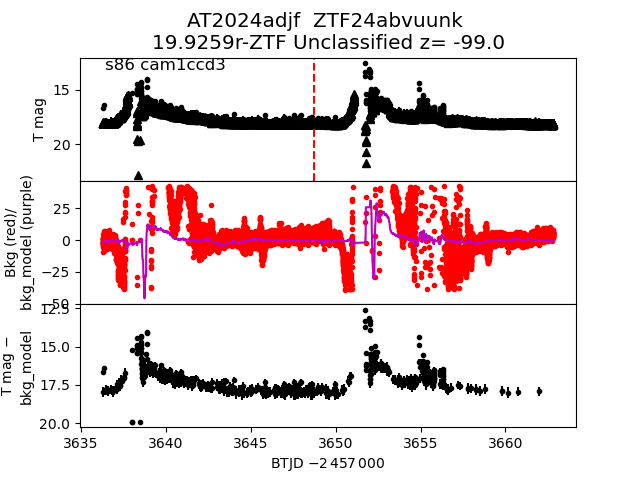 AT2024adjf  ZTF24abvuunk
19.9259r-ZTF Unclassified z= -99.0
s86 cam1ccd3
T mag
15
20
Bkg (red)/
bkg_model (purple)
25
0
−25
−50
T mag −
bkg_model
12.5
15.0
17.5
20.0
3635 3640 3645 3650 3655 3660
BTJD −2 457 000